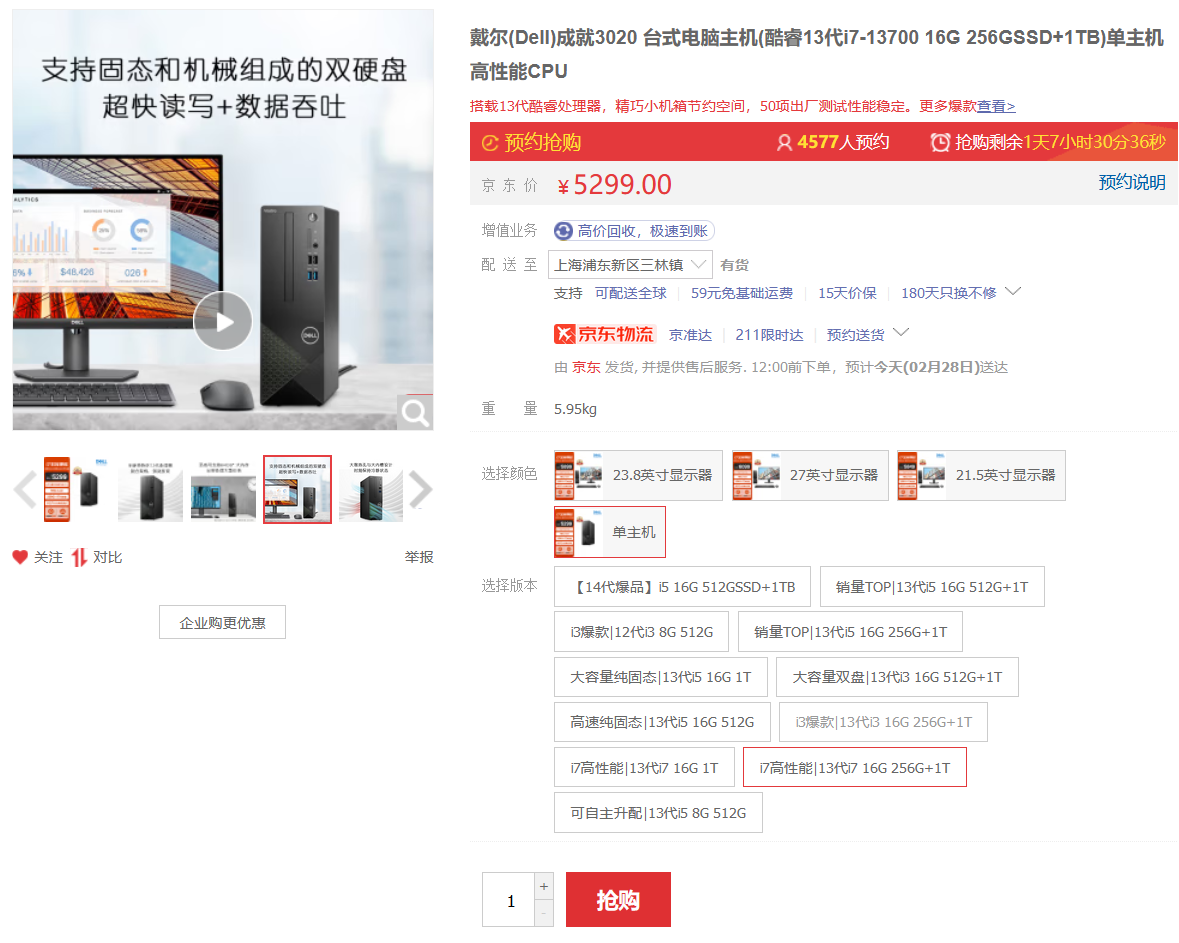 支持固态和机械组成的双硬盘
超快读写+数据吞吐
ALYTICS
$48,426
026
DELL
DELL
关注
对比
举报
企业购更优惠
戴尔(Dell)成就3020 台式电脑主机(酷睿13代i7-13700 16G 256GSSD+1TB)单主机
高性能CPU
搭载13代酷睿处理器，精巧小机箱节约空间，50项出厂测试性能稳定。更多爆款查看>
预约抢购 4577人预约 抢购剩余1天7小时30分36秒
京东价 ￥5299.00 预约说明
增值业务 高价回收，极速到账
配送至 上海浦东新区三林镇 有货
支持 可配送全球 59元免基础运费 15天价保 180天只换不修
京东物流 京准达 211限时达 预约送货
由 京东 发货, 并提供售后服务. 12:00前下单，预计今天(02月28日)送达
重量 5.95kg
选择颜色 23.8英寸显示器 27英寸显示器 21.5英寸显示器
单主机
选择版本 【14代爆品】i5 16G 512GSSD+1TB 销量TOP|13代i5 16G 512G+1T
i3爆款|12代i3 8G 512G 销量TOP|13代i5 16G 256G+1T
大容量纯固态|13代i5 16G 1T 大容量双盘|13代i3 16G 512G+1T
高速纯固态|13代i5 16G 512G i3爆款|13代i3 16G 256G+1T
i7高性能|13代i7 16G 1T i7高性能|13代i7 16G 256G+1T
可自主升配|13代i5 8G 512G
1 + - 抢购